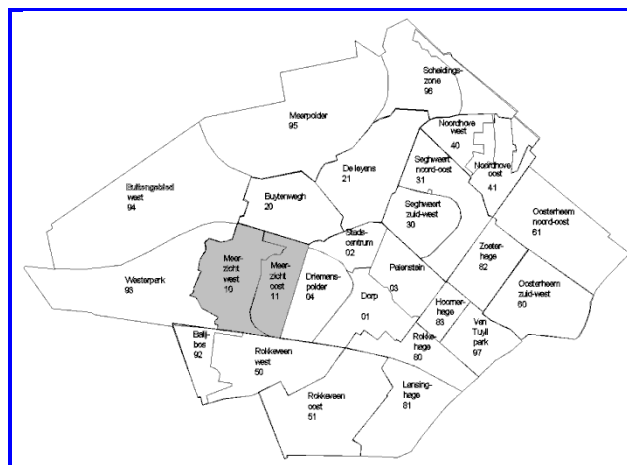 Scheidings-
zone
96
Meerpolder
95
Noordhove
west
40
Noordhove
oost
41
De leyens
21
Seghwaert
noord-oost
31
Buitengebied
west
94
Buytenwegh
20
Seghwaert
zuid-west
30
Oosterheem
noord-oost
61
Stads-
centrum
02
Zoeter-
hage
82
Meer-
zicht
west
10
Meer-
zicht
oost
11
Driemens-
polder
04
Palenstein
03
Westerpark
93
Oosterheem
zuid-west
60
Dorp
01
Hoorner-
hage
83
Van
Tuyll
park
97
Balij-
bos
92
Rokkeveen
west
50
Rokke-
hage
80
Lansing-
hage
81
Rokkeveen
oost
51